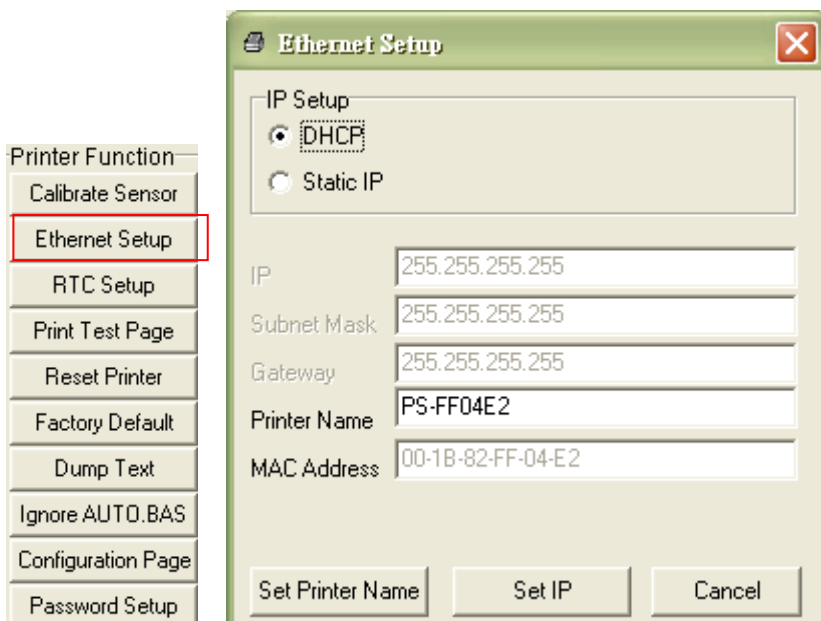 Printer Function
Calibrate Sensor
Ethernet Setup
RTC Setup
Print Test Page
Reset Printer
Factory Default
Dump Text
Ignore AUTO.BAS
Configuration Page
Password Setup
Ethernet Setup
IP Setup
DHCP
Static IP
IP 255.255.255.255
Subnet Mask 255.255.255.255
Gateway 255.255.255.255
Printer Name PS-FF04E2
MAC Address 00-1B-82-FF-04-E2
Set Printer Name Set IP Cancel